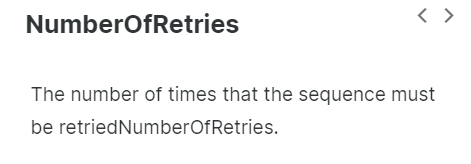 NumberOfRetries
The number of times that the sequence must
be retriedNumberOfRetries.